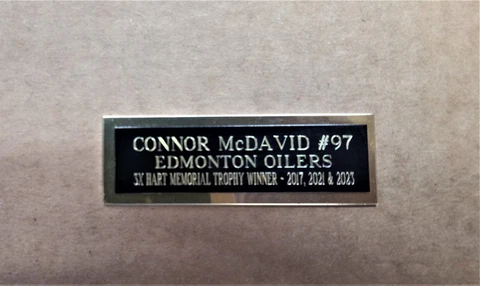 CONNOR McDAVID #97
EDMONTON OILERS
3X HART MEMORIAL TROPHY WINNER - 2017, 2021 & 2023